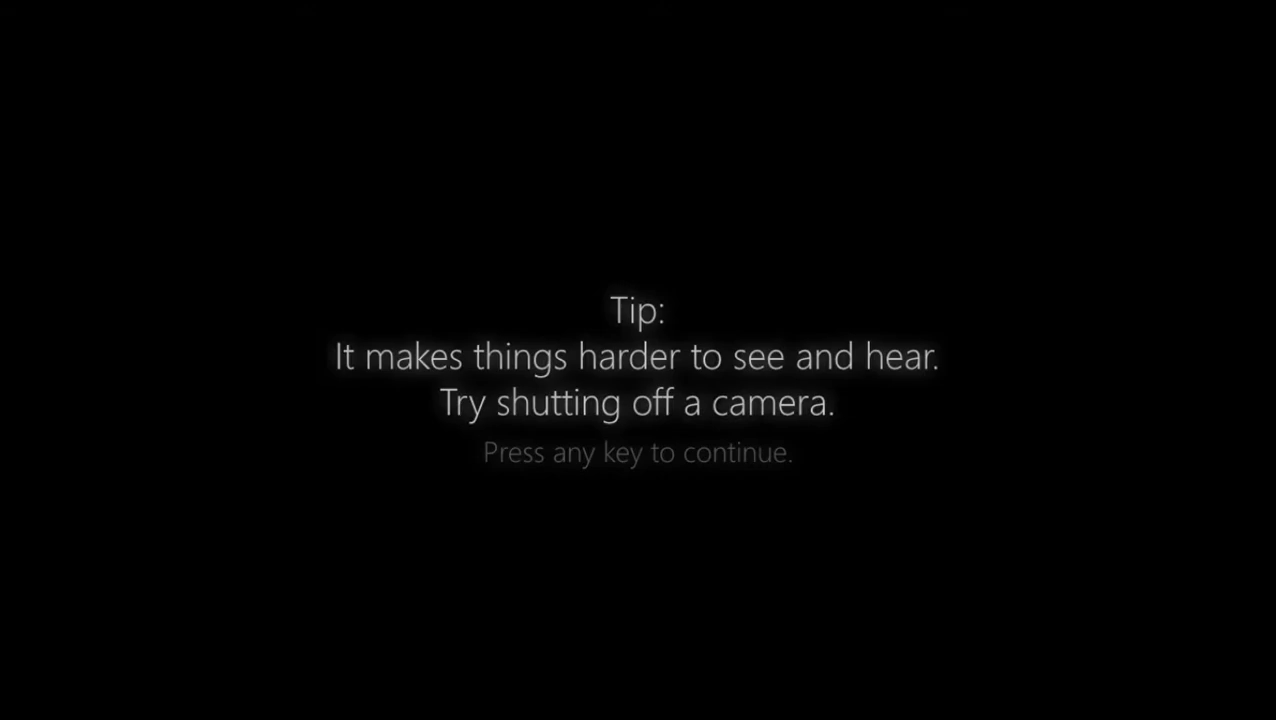 Tip:
It makes things harder to see and hear.
Try shutting off a camera.
Press any key to continue.